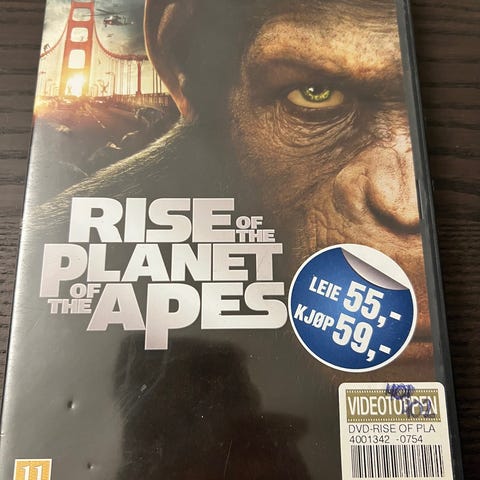 RISE OF THE
PLANET
OF THE APES
LEIE 55,-
KJØP 59,-
VIDEOTOPPEN
DVD-RISE OF PLA
4001342 -0754
11